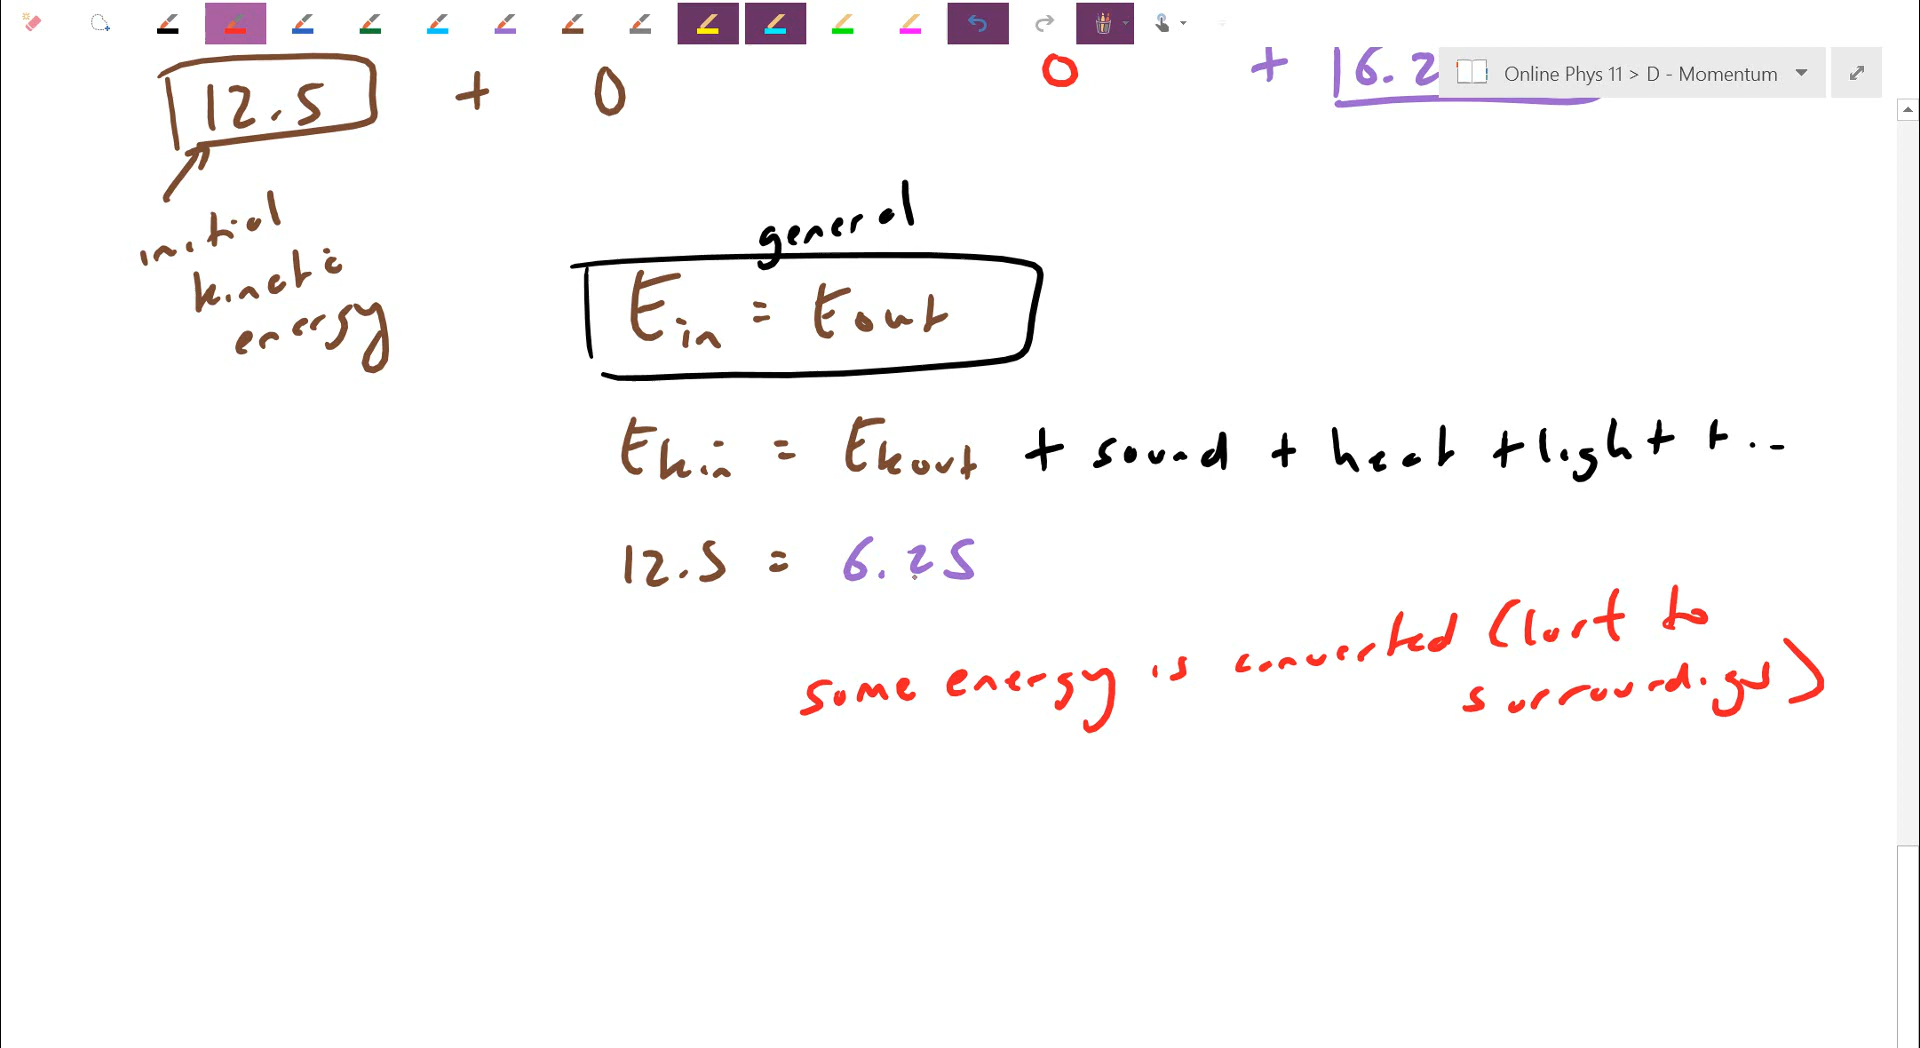 Online Phys 11 > D - Momentum
12.5 + 0 0 + 6.2
initial
kinetic
energy
general
Ein = Eout
Ekin = Ekout + sound + heat + light + ..
12.5 = 6.25
some energy is converted (lost to
surroundigs)